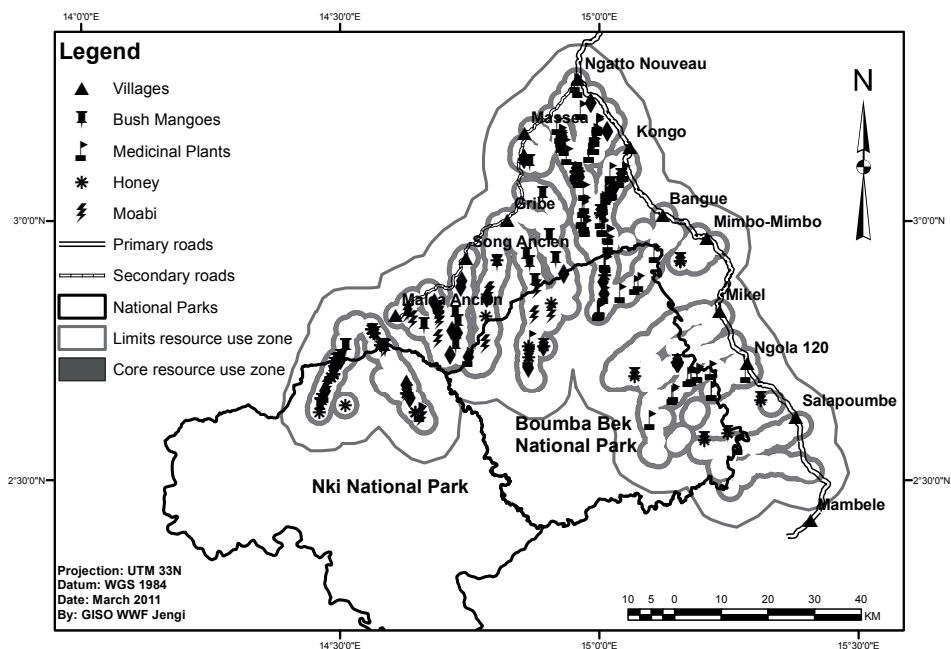 14°0'0"E
14°30'0"E
15°0'0"E
Legend
Villages
Bush Mangoes
Medicinal Plants
Honey
Moabi
Primary roads
Secondary roads
National Parks
Limits resource use zone
Core resource use zone
Ngatto Nouveau
Massea
Kongo
Gribe
Bangue
Mimbo-Mimbo
Song Ancien
Malea Ancien
Mikel
Ngola 120
Salapoumbe
Mambele
Boumba Bek
National Park
Nki National Park
N
3°0'0"N
3°0'0"N
2°30'0"N
2°30'0"N
Projection: UTM 33N
Datum: WGS 1984
Date: March 2011
By: GISO WWF Jengi
10 5 0 10 20 30 40
KM
14°30'0"E
15°0'0"E
15°30'0"E